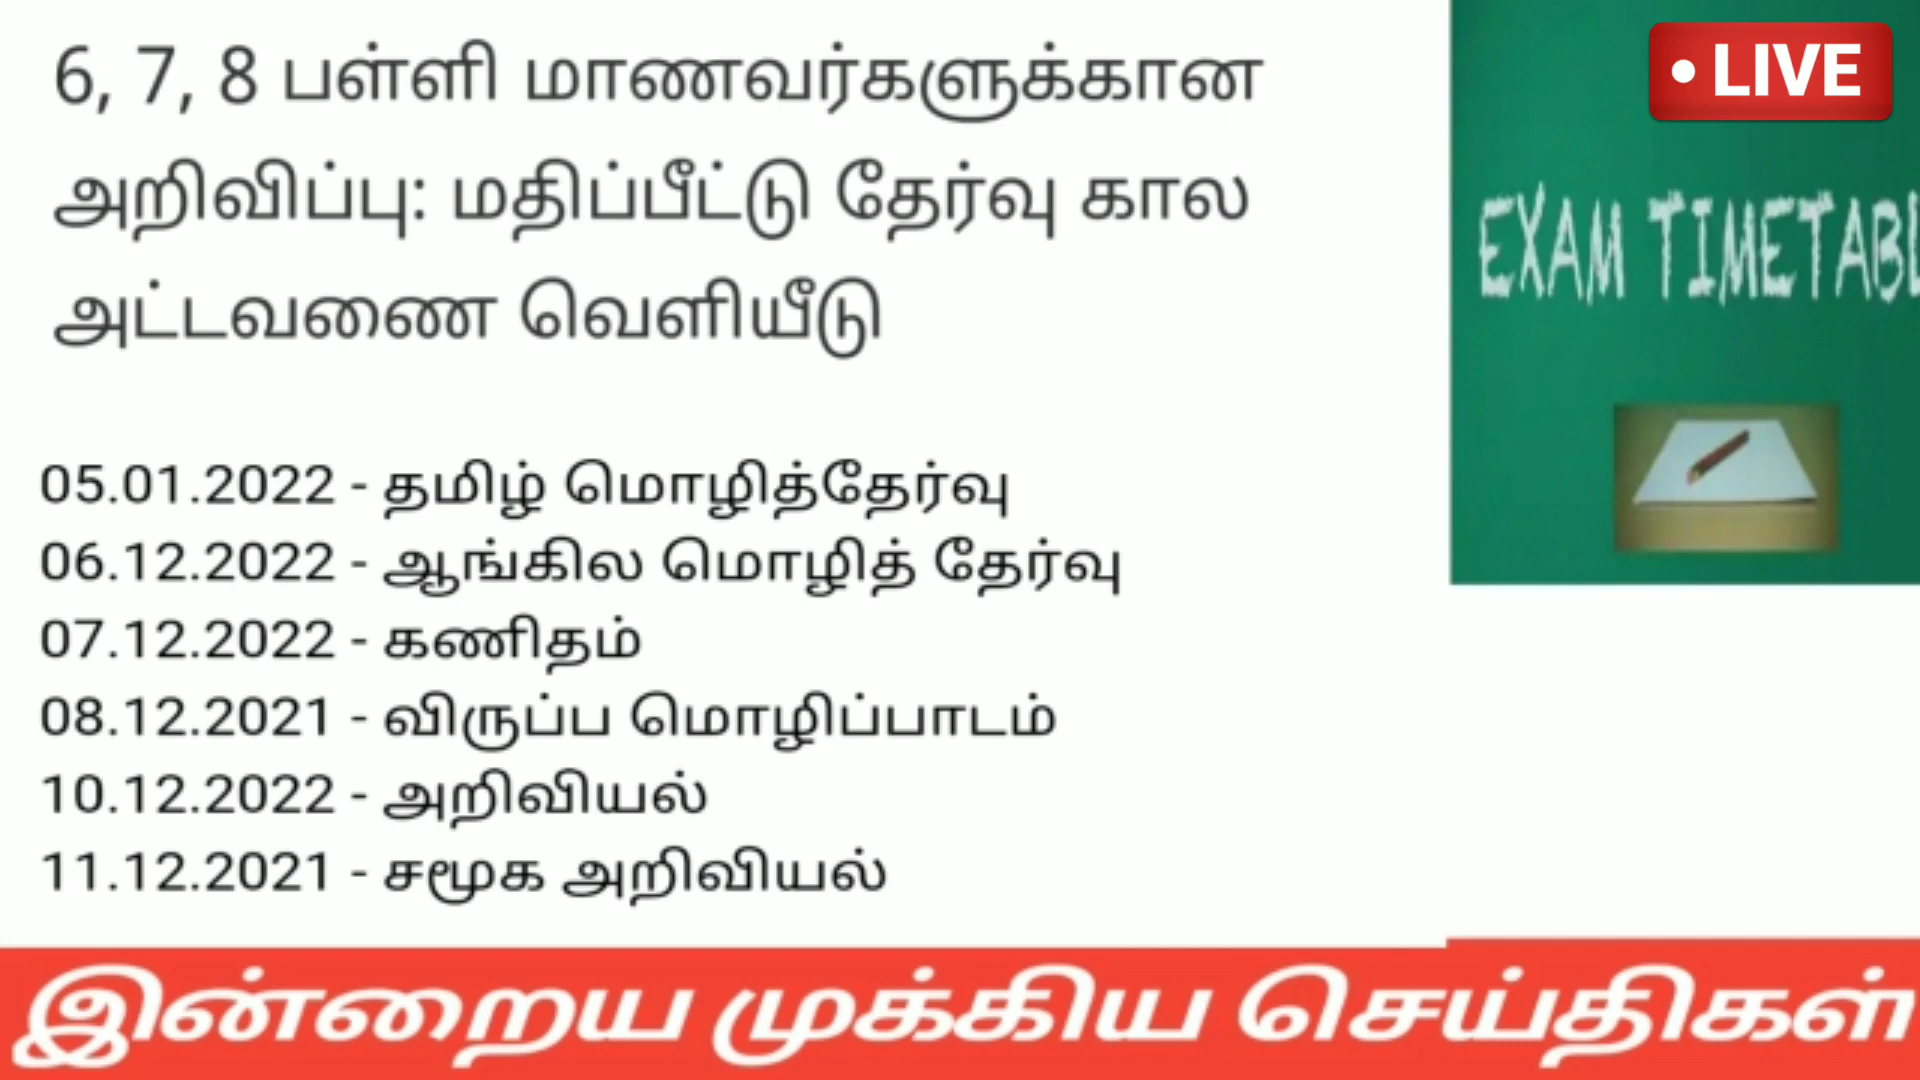 6, 7, 8 பள்ளி மாணவர்களுக்கான
அறிவிப்பு: மதிப்பீட்டு தேர்வு கால
அட்டவணை வெளியீடு
• LIVE
EXAM TIMETABL
05.01.2022 - தமிழ் மொழித்தேர்வு
06.12.2022 - ஆங்கில மொழித் தேர்வு
07.12.2022 - கணிதம்
08.12.2021 - விருப்ப மொழிப்பாடம்
10.12.2022 - அறிவியல்
11.12.2021 - சமூக அறிவியல்
இன்றைய முக்கிய செய்திகள்